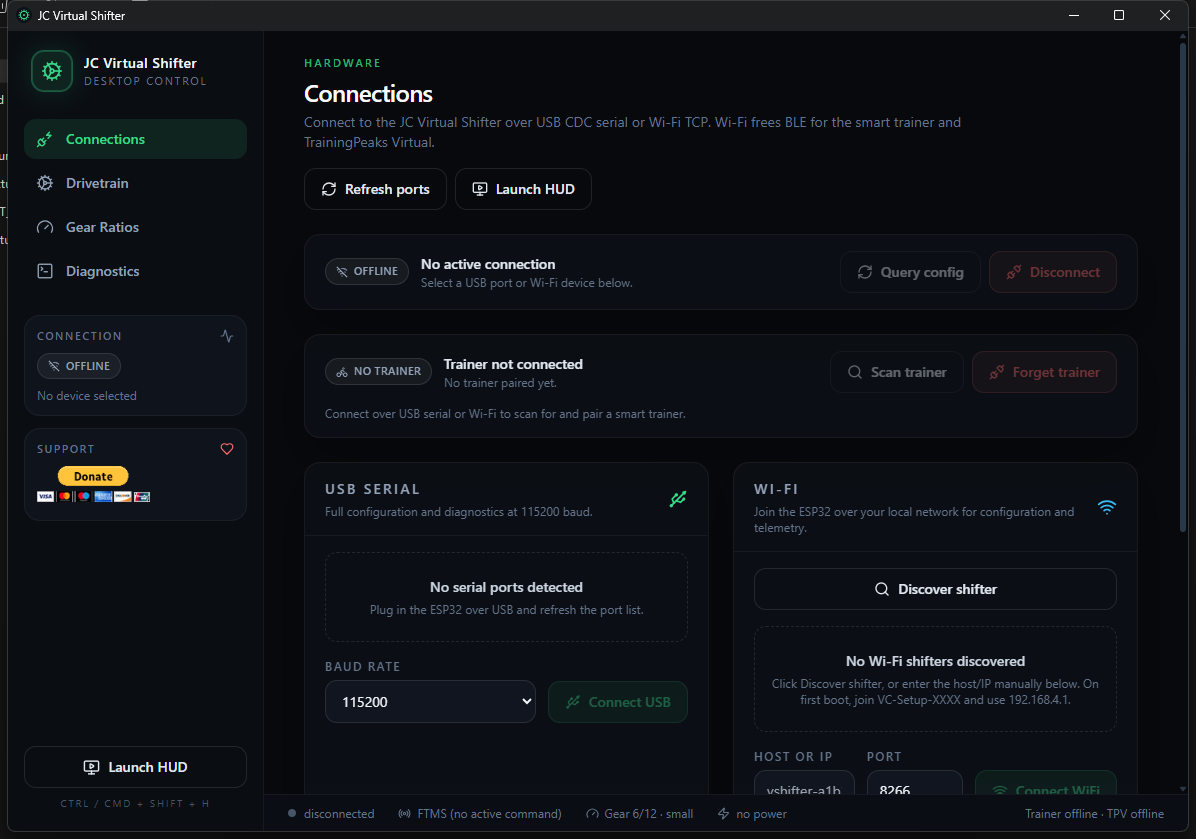 JC Virtual Shifter
JC Virtual Shifter
DESKTOP CONTROL
Connections
Drivetrain
Gear Ratios
Diagnostics
CONNECTION
OFFLINE
No device selected
SUPPORT
Donate
VISA
Launch HUD
CTRL / CMD + SHIFT + H
HARDWARE
Connections
Connect to the JC Virtual Shifter over USB CDC serial or Wi-Fi TCP. Wi-Fi frees BLE for the smart trainer and
TrainingPeaks Virtual.
Refresh ports
Launch HUD
OFFLINE
No active connection
Select a USB port or Wi-Fi device below.
Query config
Disconnect
NO TRAINER
Trainer not connected
No trainer paired yet.
Scan trainer
Forget trainer
Connect over USB serial or Wi-Fi to scan for and pair a smart trainer.
USB SERIAL
Full configuration and diagnostics at 115200 baud.
No serial ports detected
Plug in the ESP32 over USB and refresh the port list.
BAUD RATE
115200
Connect USB
WI-FI
Join the ESP32 over your local network for configuration and
telemetry.
Discover shifter
No Wi-Fi shifters discovered
Click Discover shifter, or enter the host/IP manually below. On
first boot, join VC-Setup-XXXX and use 192.168.4.1.
HOST OR IP
PORT
vshifter-a1b
8266
Connect WiFi
disconnected
FTMS (no active command)
Gear 6/12 · small
no power
Trainer offline · TPV offline